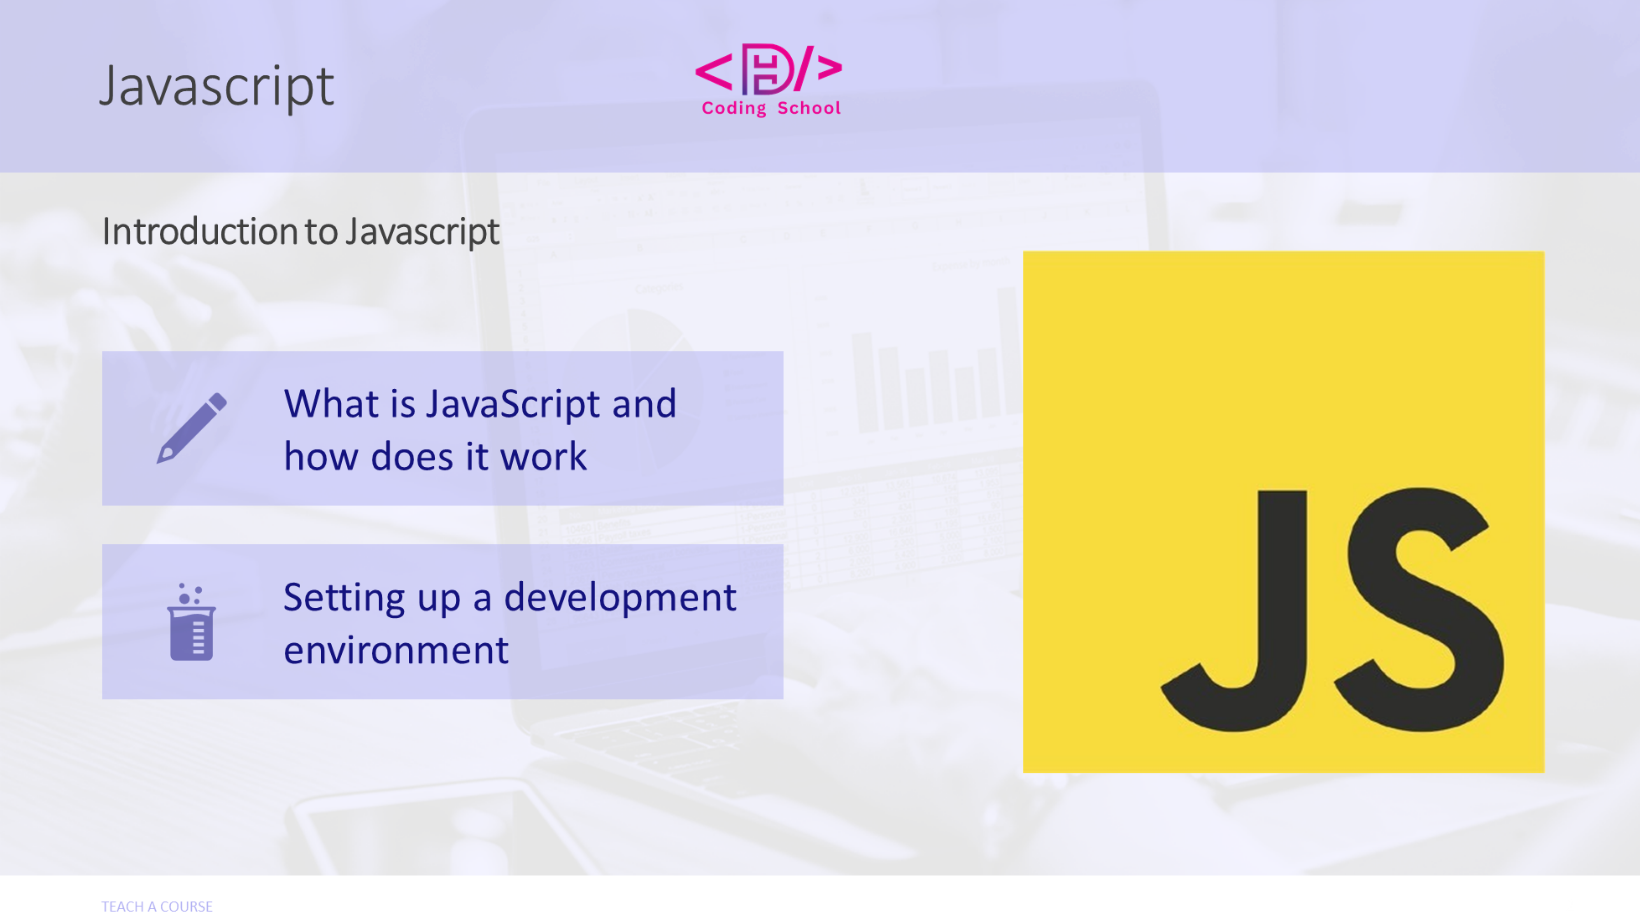 Javascript
Coding School
Introduction to Javascript
What is JavaScript and
how does it work
Setting up a development
environment
JS
TEACH A COURSE